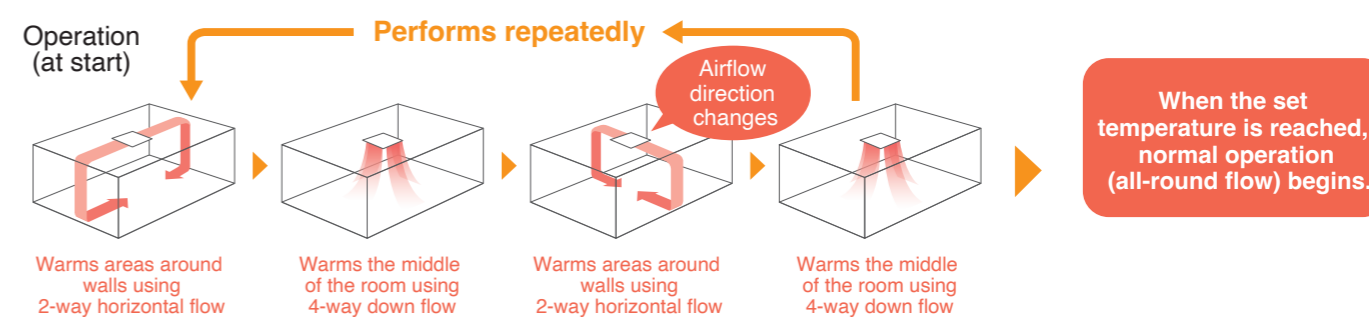 Operation
(at start)
Performs repeatedly
Airflow
direction
changes
Warms areas around
walls using
2-way horizontal flow
Warms the middle
of the room using
4-way down flow
Warms areas around
walls using
2-way horizontal flow
Warms the middle
of the room using
4-way down flow
When the set
temperature is reached,
normal operation
(all-round flow) begins.